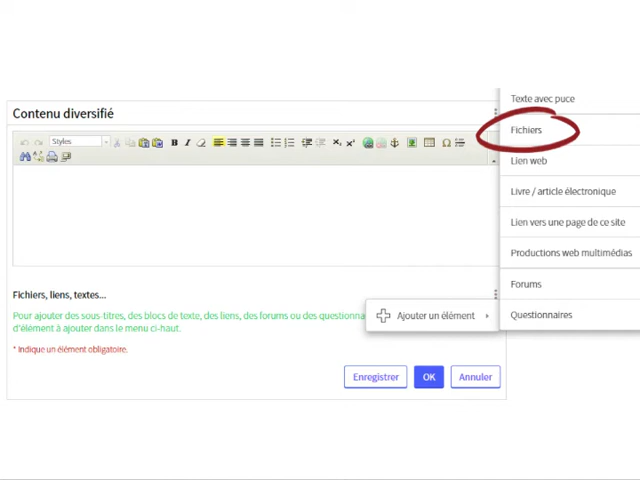 Texte avec puce
Contenu diversifié
Fichiers
Styles
Lien web
Livre / article électronique
Lien vers une page de ce site
Productions web multimédias
Forums
Questionnaires
Fichiers, liens, textes...
Ajouter un élément
Pour ajouter des sous-titres, des blocs de texte, des liens, des forums ou des questionna
d'élément à ajouter dans le menu ci-haut.
* Indique un élément obligatoire.
Enregistrer
OK
Annuler